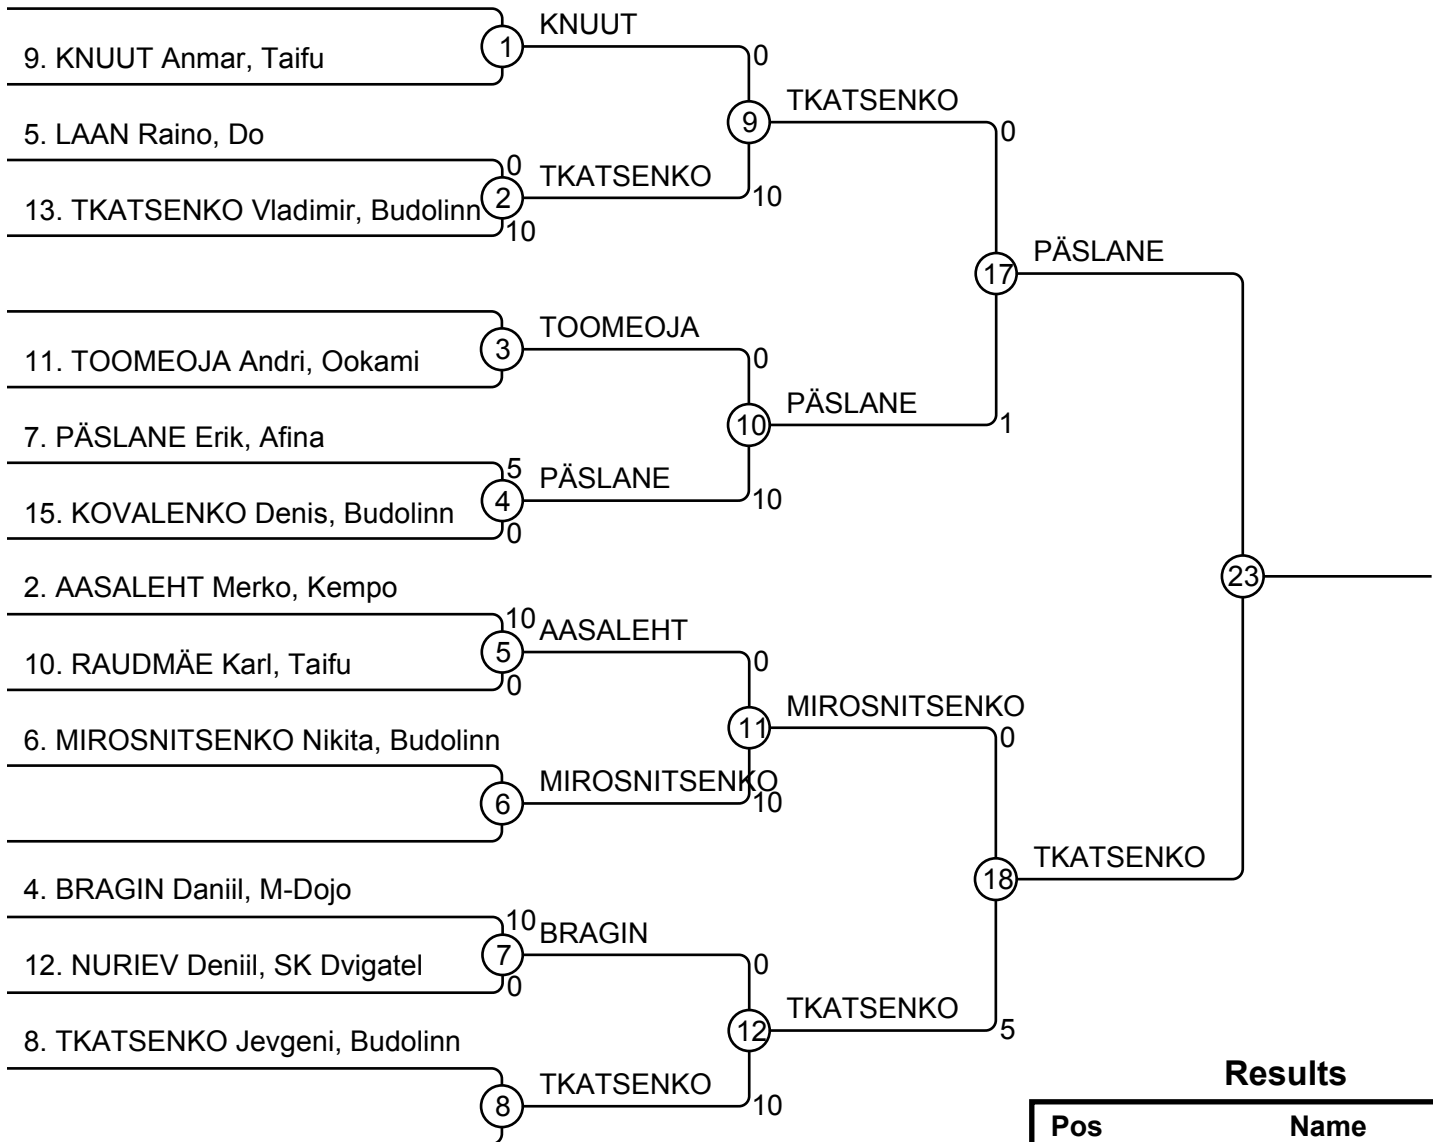 KNUUT
1
9. KNUUT Anmar, Taifu
0
TKATSENKO
9
5. LAAN Raino, Do
0
0
TKATSENKO
2
13. TKATSENKO Vladimir, Budolinn
10
10
PÄSLANE
17
TOOMEOJA
3
11. TOOMEOJA Andri, Ookami
0
PÄSLANE
10
1
7. PÄSLANE Erik, Afina
5
PÄSLANE
4
10
15. KOVALENKO Denis, Budolinn
0
23
2. AASALEHT Merko, Kempo
10
AASALEHT
5
10. RAUDMÄE Karl, Taifu
0
0
MIROSNITSENKO
11
0
6. MIROSNITSENKO Nikita, Budolinn
MIROSNITSENKO
6
10
TKATSENKO
18
4. BRAGIN Daniil, M-Dojo
10
BRAGIN
7
12. NURIEV Deniil, SK Dvigatel
0
0
TKATSENKO
12
5
8. TKATSENKO Jevgeni, Budolinn
TKATSENKO
8
10
Results
Pos Name